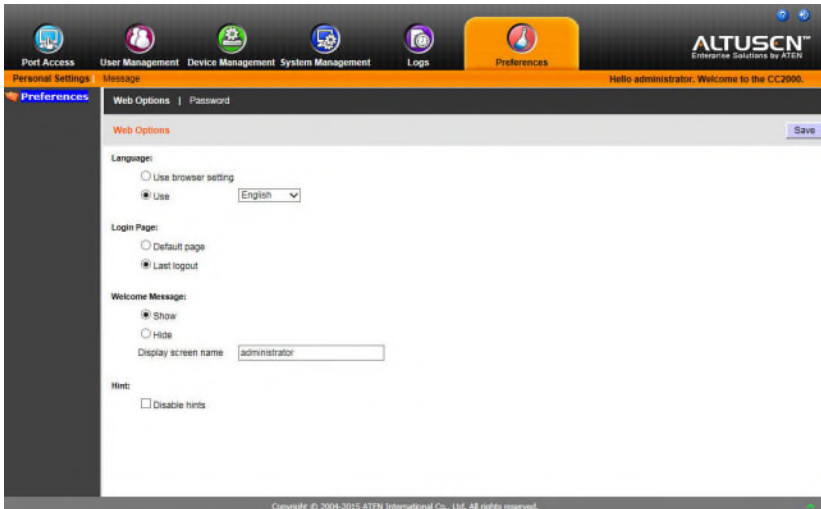 Port Access User Management Device Management System Management Logs Preferences
ALTUSEN™
Enterprise Solutions by ATEN
Personal Settings Message
Hello administrator. Welcome to the CC2000.
Preferences
Web Options | Password
Web Options
Save
Language:
Use browser setting
Use English
Login Page:
Default page
Last logout
Welcome Message:
Show
Hide
Display screen name administrator
Hint:
Disable hints
Copyright © 2004-2015 ATEN International Co., Ltd. All rights reserved.